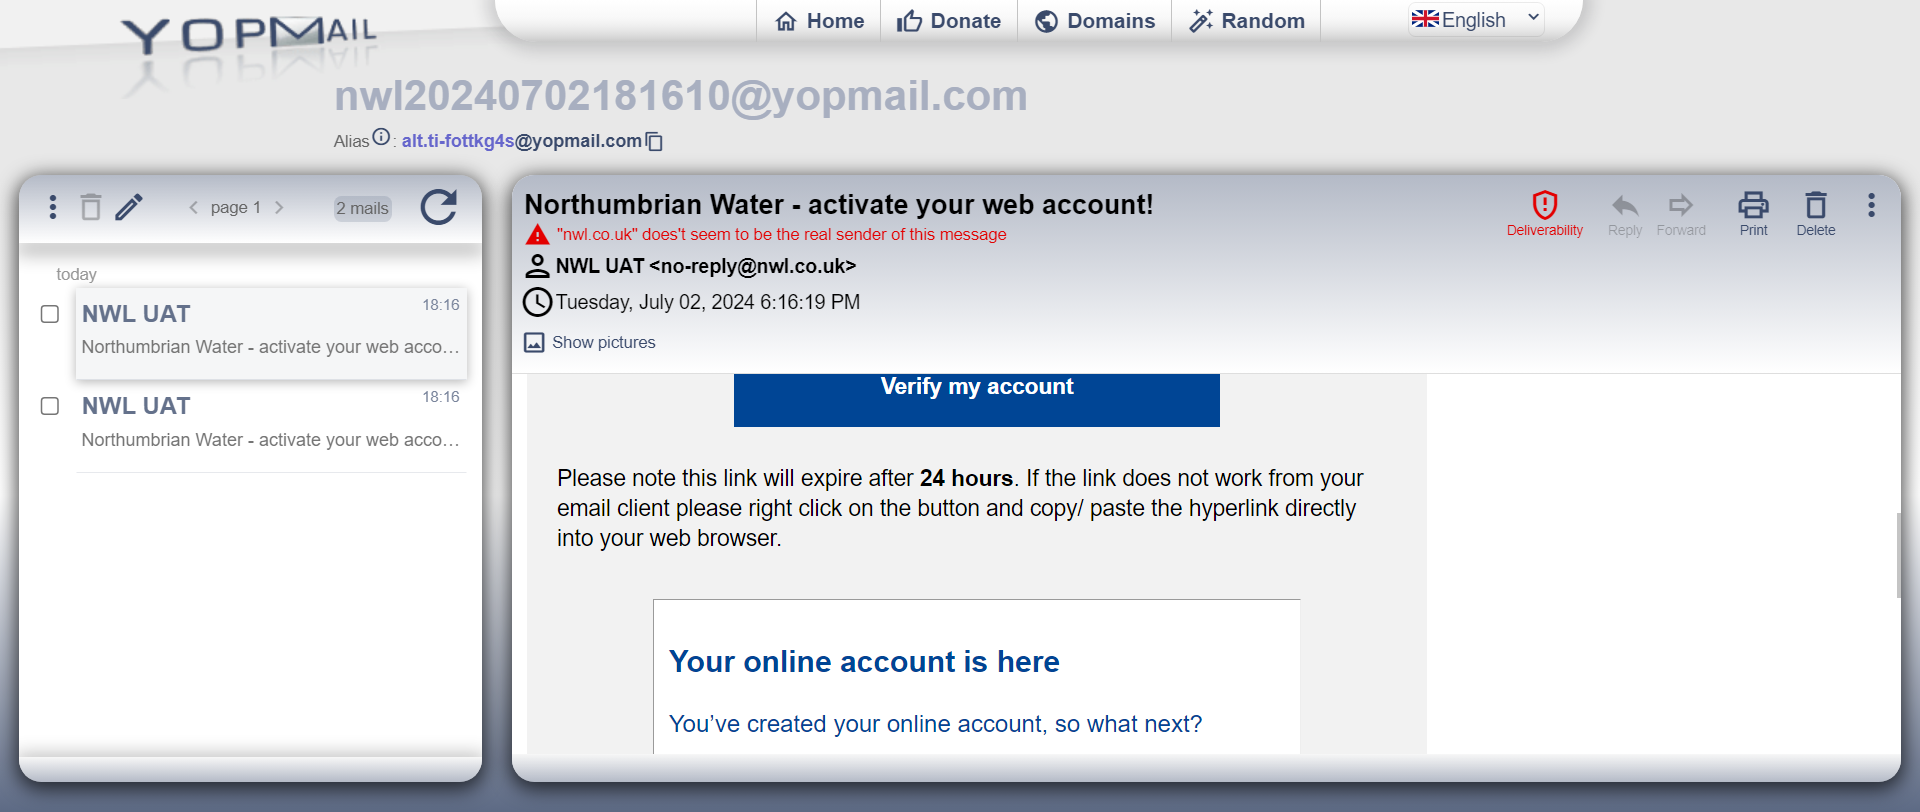 YOPMAIL
Home
Donate
Domains
Random
English
nwl20240702181610@yopmail.com
Alias : alt.ti-fottkg4s@yopmail.com
page 1
2 mails
today
NWL UAT
18:16
Northumbrian Water - activate your web acco…
NWL UAT
18:16
Northumbrian Water - activate your web acco…
Northumbrian Water - activate your web account!
"nwl.co.uk" does't seem to be the real sender of this message
NWL UAT <no-reply@nwl.co.uk>
Tuesday, July 02, 2024 6:16:19 PM
Show pictures
Deliverability
Reply
Forward
Print
Delete
Verify my account
Please note this link will expire after 24 hours. If the link does not work from your
email client please right click on the button and copy/ paste the hyperlink directly
into your web browser.
Your online account is here
You’ve created your online account, so what next?